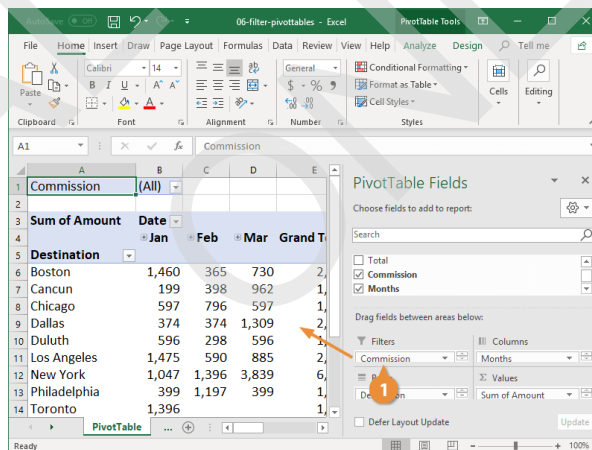 AutoSave Off 06-filter-pivottables - Excel PivotTable Tools
File Home Insert Draw Page Layout Formulas Data Review View Help Analyze Design Tell me
Paste Calibri 14 A A General Conditional Formatting
B I U A $ % 9 Format as Table
Cell Styles Cells Editing
Clipboard Font Alignment Number Styles
A1 fx Commission
A B C D E
1 Commission (All)
2
3 Sum of Amount Date
4 Jan Feb Mar Grand T
5 Destination
6 Boston 1,460 365 730 2,
7 Cancun 199 398 962 1,
8 Chicago 597 796 597 1,
9 Dallas 374 374 1,309 2,
10 Duluth 596 298 596 1,
11 Los Angeles 1,475 590 885 2,
12 New York 1,047 1,396 3,839 6,
13 Philadelphia 399 1,197 399 1,
14 Toronto 1,396 1,
PivotTable Fields
Choose fields to add to report:
Search
Total
Commission
Months
Drag fields between areas below:
Filters Columns
Commission Months
1
Σ Values
Sum of Amount
Defer Layout Update Update
PivotTable ...
Ready 100%